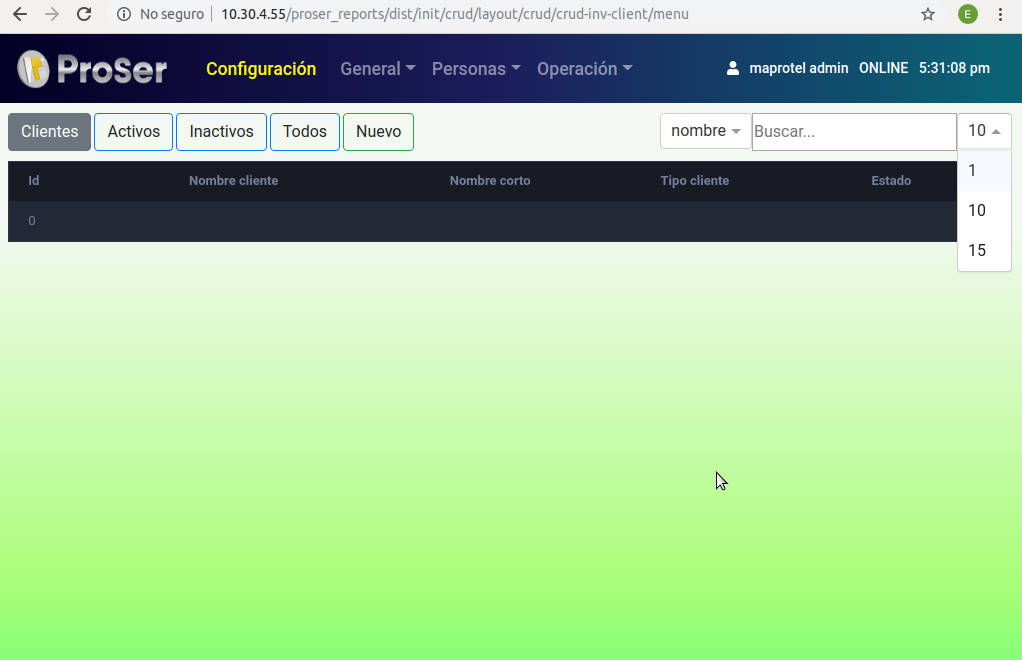 No seguro | 10.30.4.55/proser_reports/dist/init/crud/layout/crud/crud-inv-client/menu E
ProSer Configuración General Personas Operación maprotel admin ONLINE 5:31:08 pm
Clientes Activos Inactivos Todos Nuevo nombre Buscar... 10
1
Id Nombre cliente Nombre corto Tipo cliente Estado
10
0
15